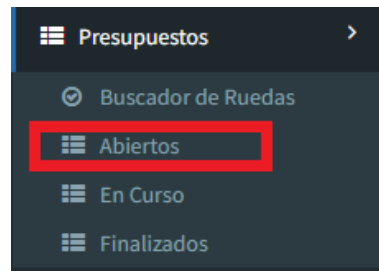 Presupuestos
Buscador de Ruedas
Abiertos
En Curso
Finalizados